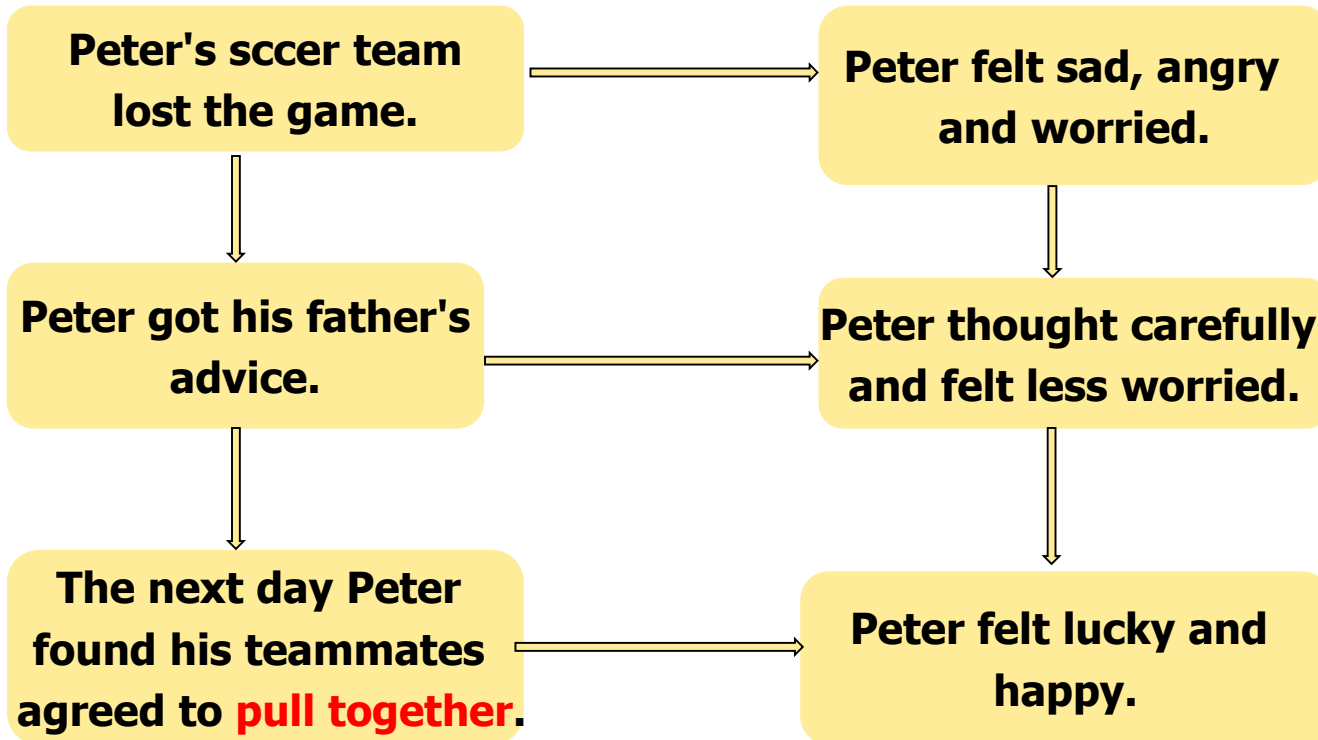 Peter's sccer team
lost the game.
Peter felt sad, angry
and worried.
Peter got his father's
advice.
Peter thought carefully
and felt less worried.
The next day Peter
found his teammates
agreed to pull together.
Peter felt lucky and
happy.